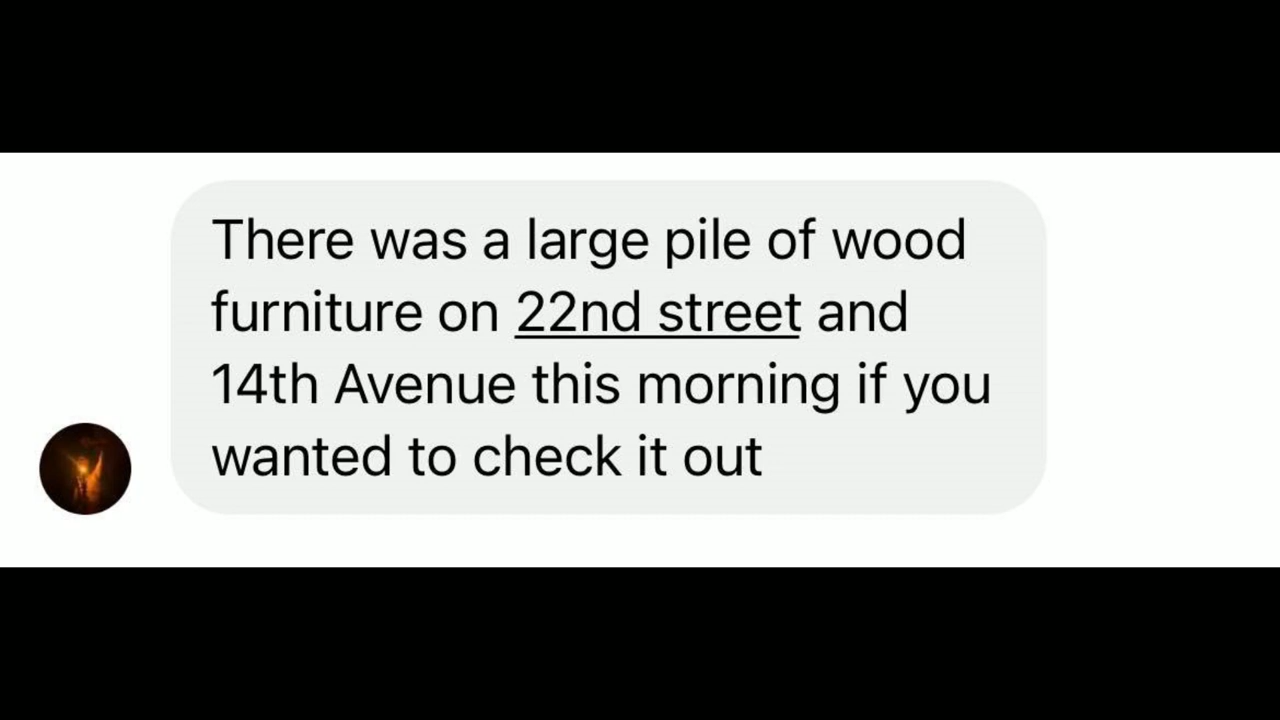 There was a large pile of wood
furniture on 22nd street and
14th Avenue this morning if you
wanted to check it out